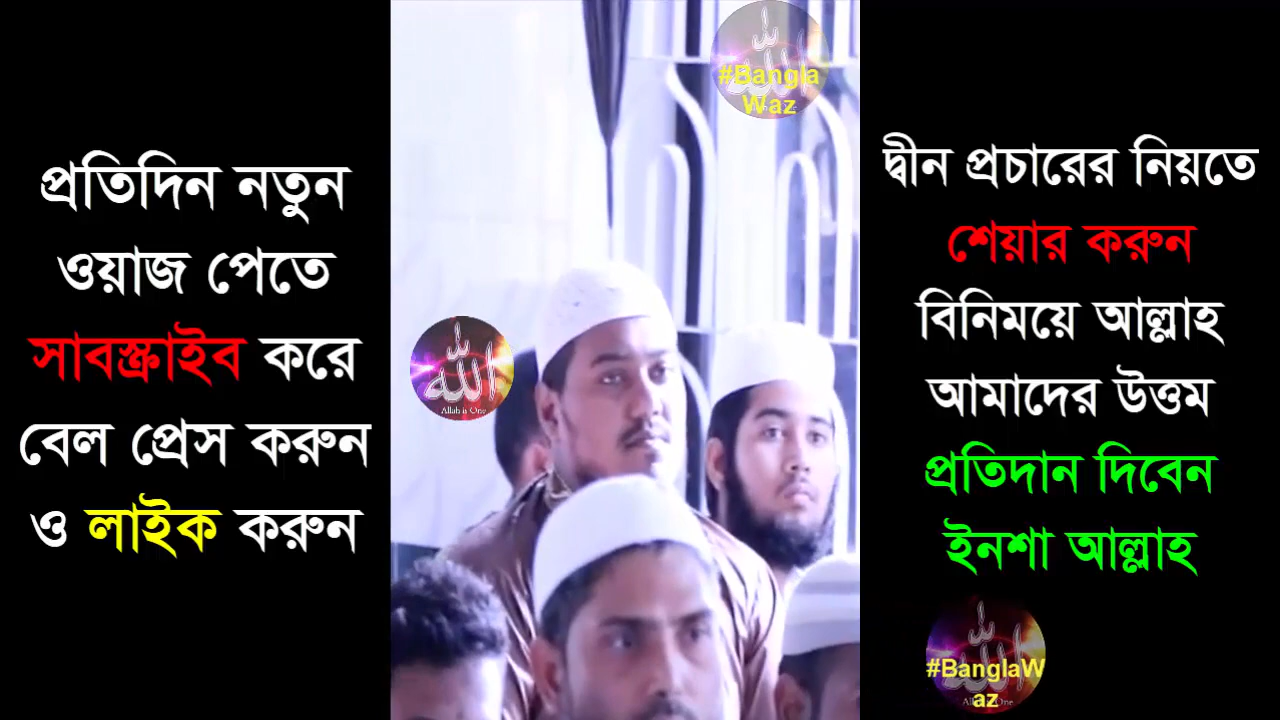 প্রতিদিন নতুন
ওয়াজ পেতে
সাবস্ক্রাইব করে
বেল প্রেস করুন
ও লাইক করুন
#Bangla
Waz
الله
Allah is One
দ্বীন প্রচারের নিয়তে
শেয়ার করুন
বিনিময়ে আল্লাহ
আমাদের উত্তম
প্রতিদান দিবেন
ইনশা আল্লাহ
#BanglaW
az